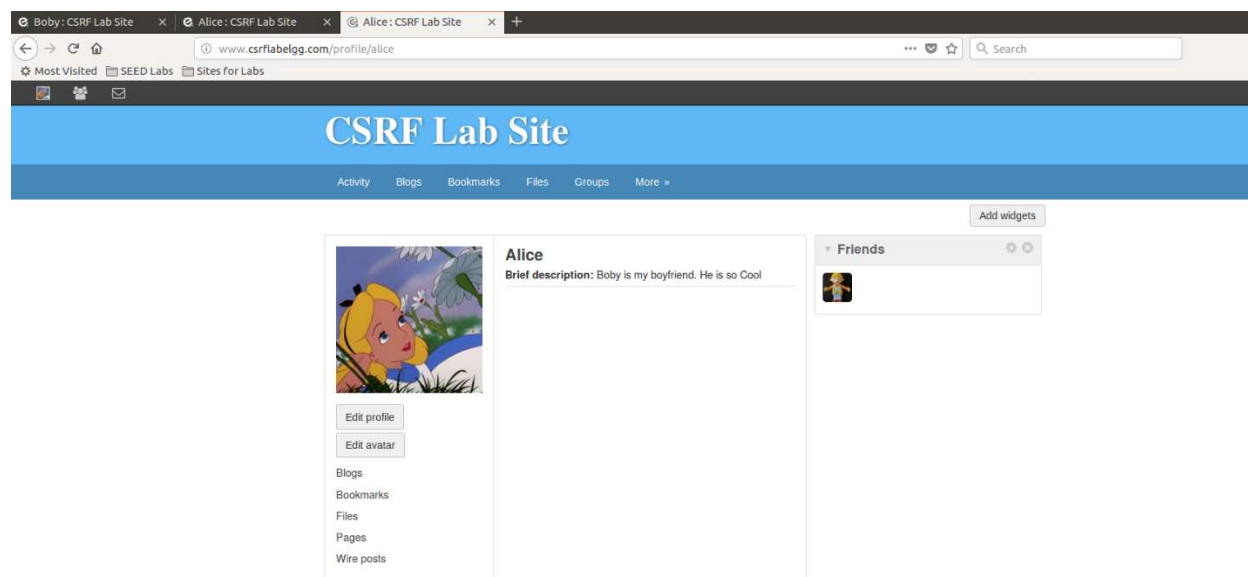 Boby : CSRF Lab Site
Alice : CSRF Lab Site
Alice : CSRF Lab Site
www.csrflabelgg.com/profile/alice
Search
Most Visited SEED Labs Sites for Labs
CSRF Lab Site
Activity Blogs Bookmarks Files Groups More »
Add widgets
Alice
Brief description: Boby is my boyfriend. He is so Cool
Friends
Edit profile
Edit avatar
Blogs
Bookmarks
Files
Pages
Wire posts